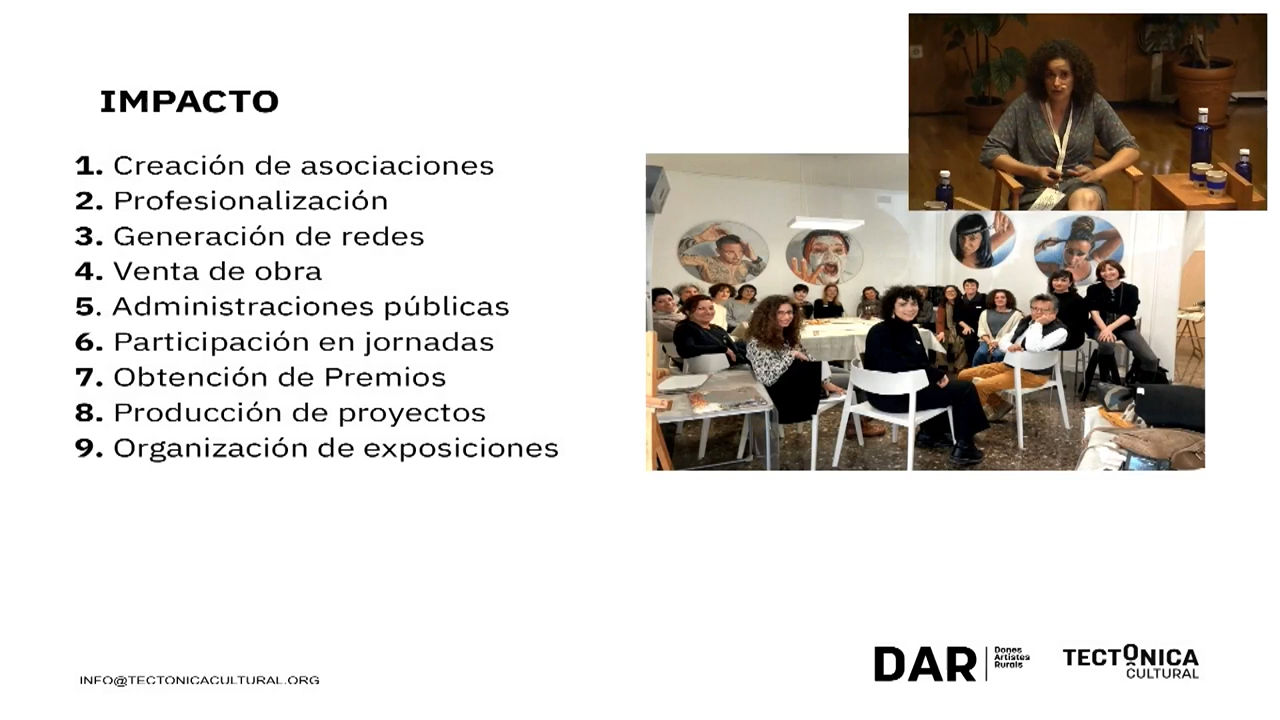 IMPACTO
1. Creación de asociaciones
2. Profesionalización
3. Generación de redes
4. Venta de obra
5. Administraciones públicas
6. Participación en jornadas
7. Obtención de Premios
8. Producción de proyectos
9. Organización de exposiciones
INFO@TECTONICACULTURAL.ORG
DAR
Dones
Artistes
Rurals
TECTONICA
CULTURAL